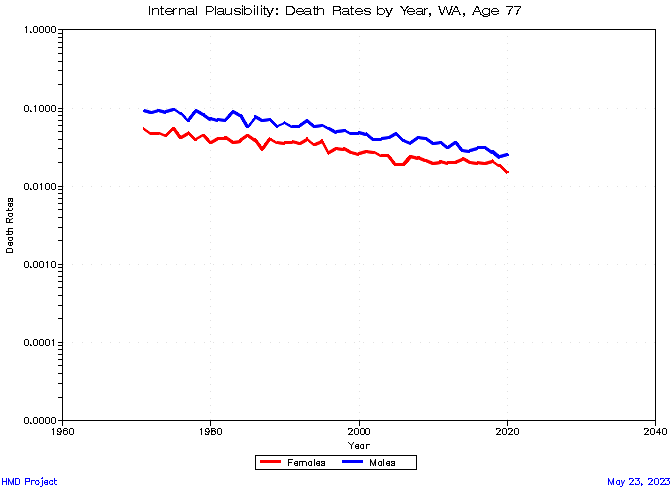 Internal Plausibility: Death Rates by Year, WA, Age 77
1.0000
0.1000
0.0100
0.0010
0.0001
0.0000
Death Rates
1960
1980
2000
2020
2040
Year
Females
Males
HMD Project
May 23, 2023